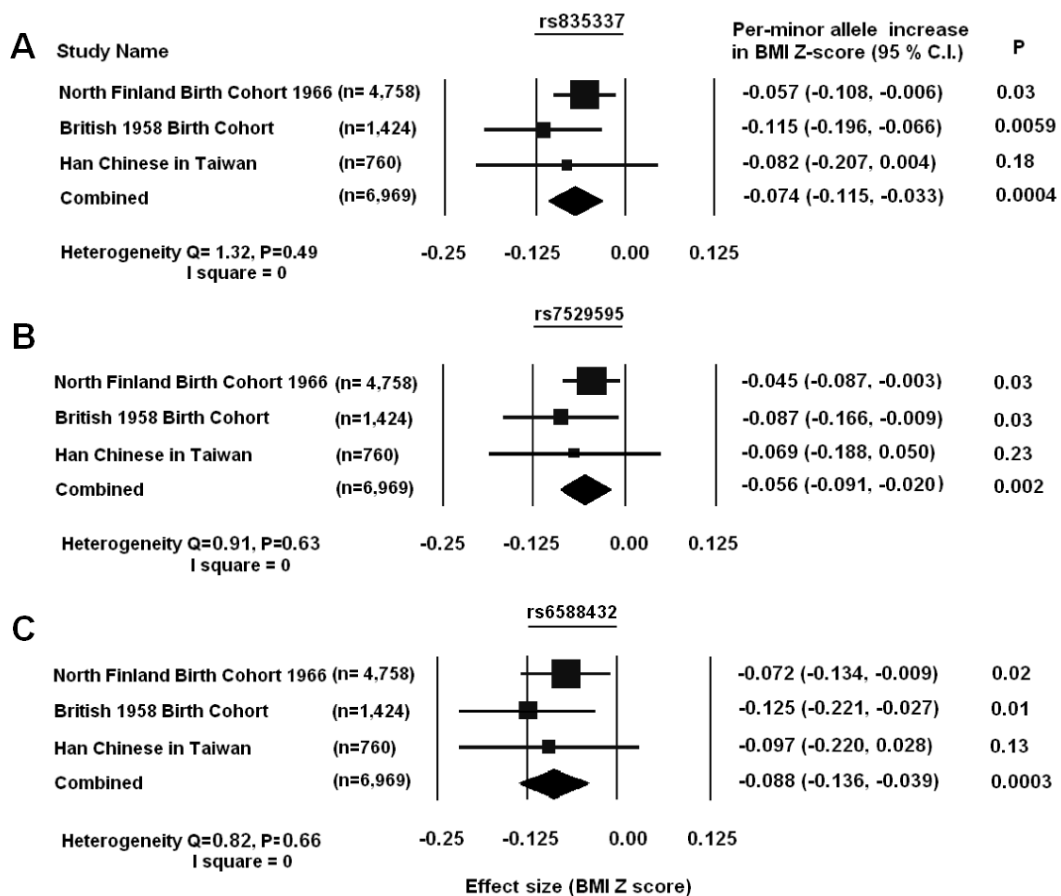 rs835337
A Study Name Per-minor allele increase in BMI Z-score (95 % C.I.) P
North Finland Birth Cohort 1966 (n= 4,758) -0.057 (-0.108, -0.006) 0.03
British 1958 Birth Cohort (n=1,424) -0.115 (-0.196, -0.066) 0.0059
Han Chinese in Taiwan (n=760) -0.082 (-0.207, 0.004) 0.18
Combined (n=6,969) -0.074 (-0.115, -0.033) 0.0004
Heterogeneity Q= 1.32, P=0.49 -0.25 -0.125 0.00 0.125
I square = 0
rs7529595
B
North Finland Birth Cohort 1966 (n= 4,758) -0.045 (-0.087, -0.003) 0.03
British 1958 Birth Cohort (n=1,424) -0.087 (-0.166, -0.009) 0.03
Han Chinese in Taiwan (n=760) -0.069 (-0.188, 0.050) 0.23
Combined (n=6,969) -0.056 (-0.091, -0.020) 0.002
Heterogeneity Q=0.91, P=0.63 -0.25 -0.125 0.00 0.125
I square = 0
rs6588432
C
North Finland Birth Cohort 1966 (n= 4,758) -0.072 (-0.134, -0.009) 0.02
British 1958 Birth Cohort (n=1,424) -0.125 (-0.221, -0.027) 0.01
Han Chinese in Taiwan (n=760) -0.097 (-0.220, 0.028) 0.13
Combined (n=6,969) -0.088 (-0.136, -0.039) 0.0003
Heterogeneity Q=0.82, P=0.66 -0.25 -0.125 0.00 0.125
I square = 0
Effect size (BMI Z score)